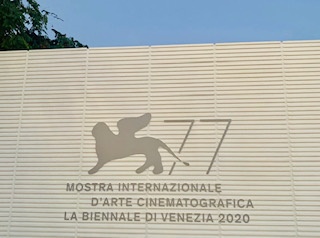 77
MOSTRA INTERNAZIONALE
D'ARTE CINEMATOGRAFICA
LA BIENNALE DI VENEZIA 2020